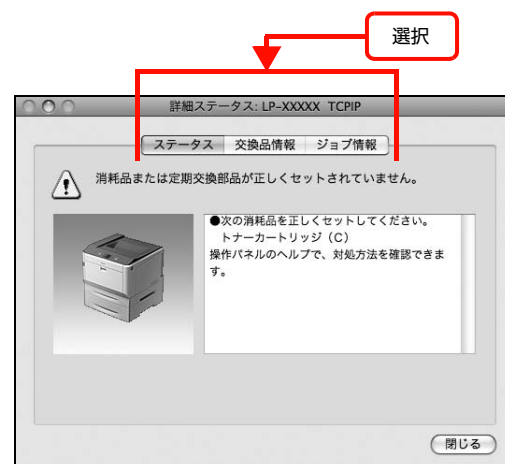 選択
詳細ステータス: LP-XXXXX TCPIP
ステータス 交換品情報 ジョブ情報
消耗品または定期交換部品が正しくセットされていません。
●次の消耗品を正しくセットしてください。
トナーカートリッジ（C）
操作パネルのヘルプで、対処方法を確認できま
す。
閉じる